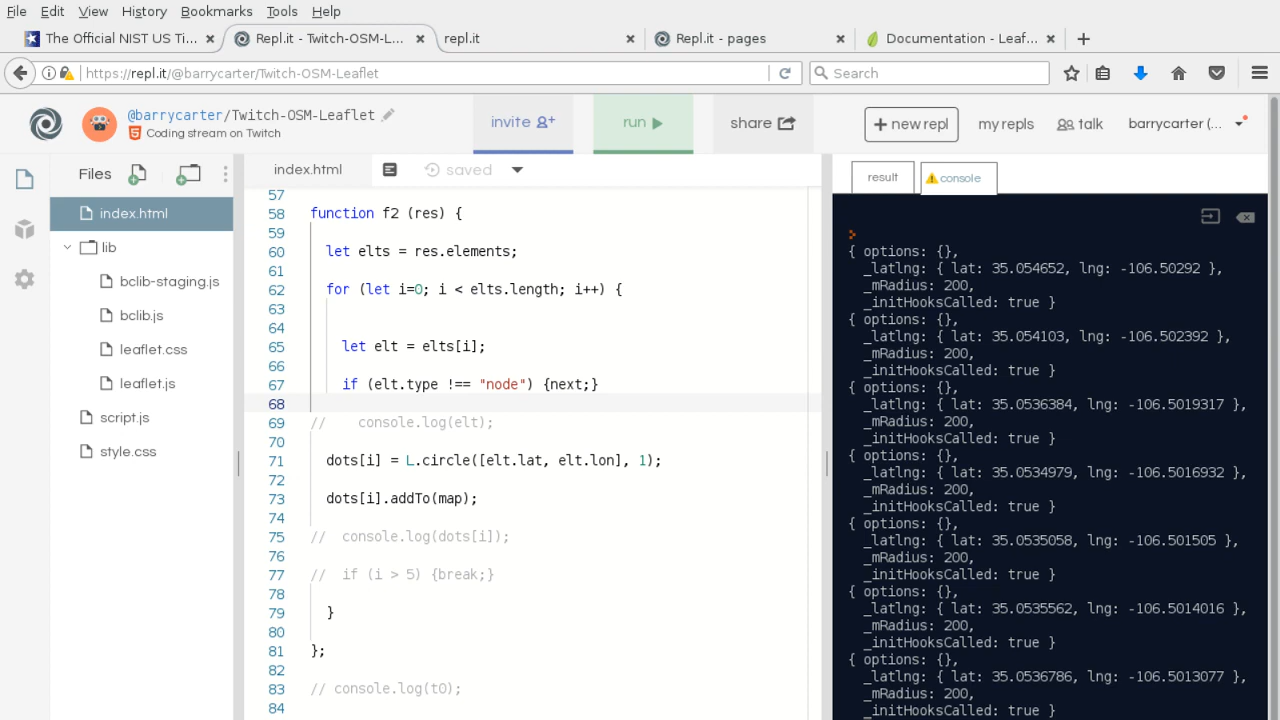 File Edit View History Bookmarks Tools Help
The Official NIST US Ti...
Repl.it - Twitch-OSM-L...
repl.it
Repl.it - pages
Documentation - Leaf...
https://repl.it/@barrycarter/Twitch-OSM-Leaflet
Search
@barrycarter/Twitch-OSM-Leaflet
Coding stream on Twitch
invite
run
share
new repl
my repls
talk
barrycarter (...
Files
index.html
lib
bclib-staging.js
bclib.js
leaflet.css
leaflet.js
script.js
style.css
index.html
saved
57
58 function f2 (res) {
59
60 let elts = res.elements;
61
62 for (let i=0; i < elts.length; i++) {
63
64
65 let elt = elts[i];
66
67 if (elt.type !== "node") {next;}
68
69 // console.log(elt);
70
71 dots[i] = L.circle([elt.lat, elt.lon], 1);
72
73 dots[i].addTo(map);
74
75 // console.log(dots[i]);
76
77 // if (i > 5) {break;}
78
79 }
80
81 };
82
83 // console.log(t0);
84
result
console
>
{ options: {},
_latlng: { lat: 35.054652, lng: -106.50292 },
_mRadius: 200,
_initHooksCalled: true }
{ options: {},
_latlng: { lat: 35.054103, lng: -106.502392 },
_mRadius: 200,
_initHooksCalled: true }
{ options: {},
_latlng: { lat: 35.0536384, lng: -106.5019317 },
_mRadius: 200,
_initHooksCalled: true }
{ options: {},
_latlng: { lat: 35.0534979, lng: -106.5016932 },
_mRadius: 200,
_initHooksCalled: true }
{ options: {},
_latlng: { lat: 35.0535058, lng: -106.501505 },
_mRadius: 200,
_initHooksCalled: true }
{ options: {},
_latlng: { lat: 35.0535562, lng: -106.5014016 },
_mRadius: 200,
_initHooksCalled: true }
{ options: {},
_latlng: { lat: 35.0536786, lng: -106.5013077 },
_mRadius: 200,
_initHooksCalled: true }